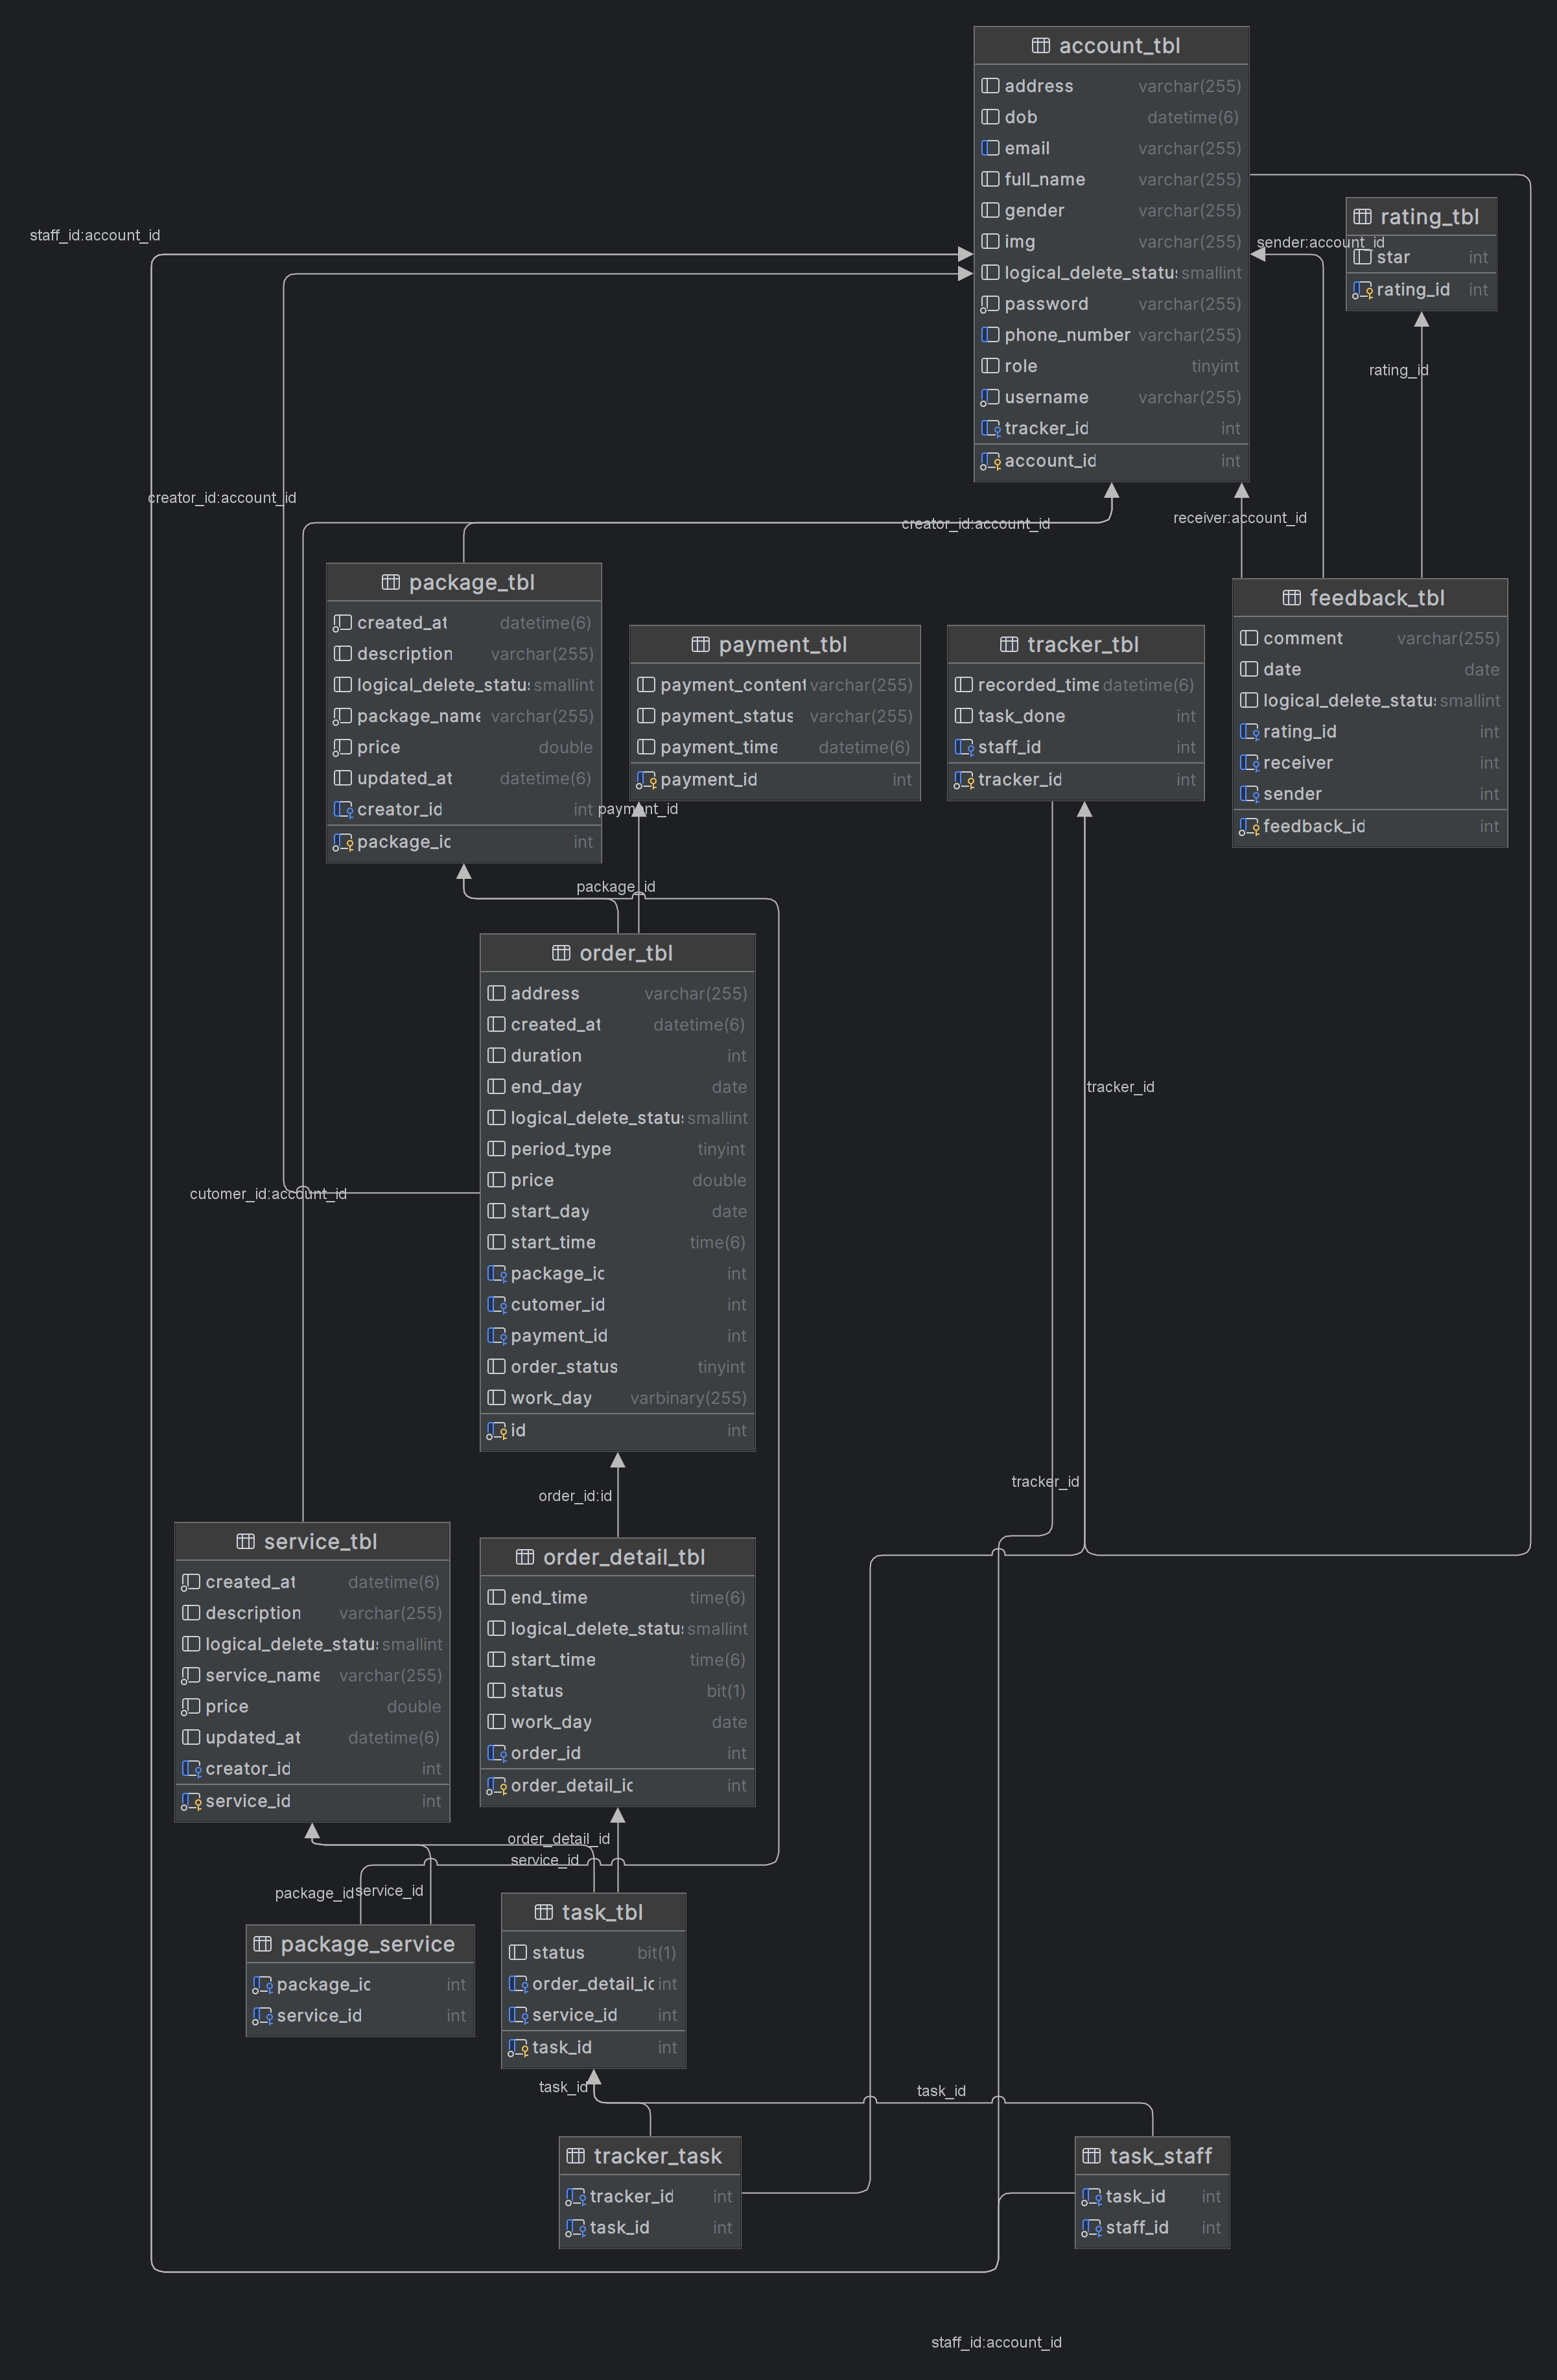 account_tbl
address varchar(255)
dob datetime(6)
email varchar(255)
full_name varchar(255)
gender varchar(255)
img varchar(255)
logical_delete_statu smallint
password varchar(255)
phone_number varchar(255)
role tinyint
username varchar(255)
tracker_id int
account_id int
rating_tbl
star int
rating_id int
staff_id:account_id
sender:account_id
rating_id
creator_id:account_id
creator_id:account_id
receiver:account_id
package_tbl
created_at datetime(6)
description varchar(255)
logical_delete_statu smallint
package_name varchar(255)
price double
updated_at datetime(6)
creator_id int
package_id int
payment_tbl
payment_content varchar(255)
payment_status varchar(255)
payment_time datetime(6)
payment_id int
tracker_tbl
recorded_time datetime(6)
task_done int
staff_id int
tracker_id int
feedback_tbl
comment varchar(255)
date date
logical_delete_statu smallint
rating_id int
receiver int
sender int
feedback_id int
payment_id
package_id
order_tbl
address varchar(255)
created_at datetime(6)
duration int
end_day date
logical_delete_statu smallint
period_type tinyint
price double
start_day date
start_time time(6)
package_id int
cutomer_id int
payment_id int
order_status tinyint
work_day varbinary(255)
id int
tracker_id
cutomer_id:account_id
tracker_id
order_id:id
service_tbl
created_at datetime(6)
description varchar(255)
logical_delete_statu smallint
service_name varchar(255)
price double
updated_at datetime(6)
creator_id int
service_id int
order_detail_tbl
end_time time(6)
logical_delete_statu smallint
start_time time(6)
status bit(1)
work_day date
order_id int
order_detail_id int
order_detail_id
service_id
package_id
service_id
package_service
package_id int
service_id int
task_tbl
status bit(1)
order_detail_id int
service_id int
task_id int
task_id
task_id
tracker_task
tracker_id int
task_id int
task_staff
task_id int
staff_id int
staff_id:account_id